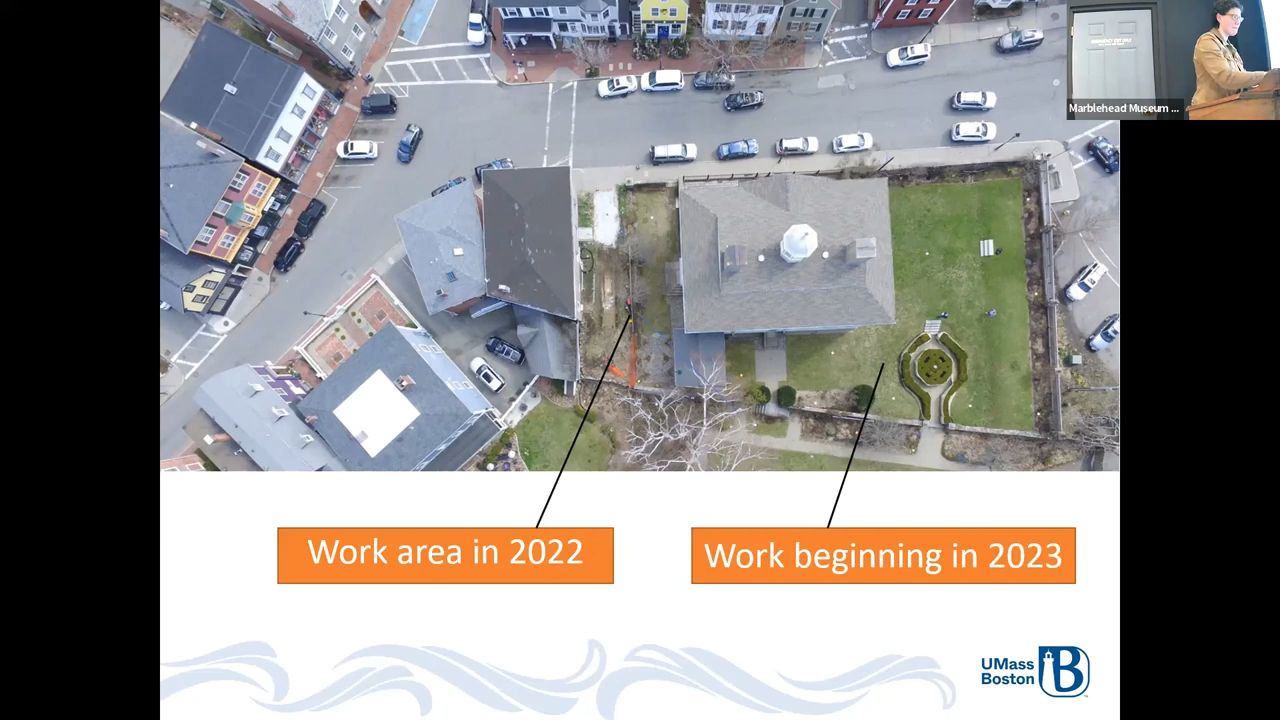 Marblehead Museum ...
Work area in 2022
Work beginning in 2023
UMass
Boston
B